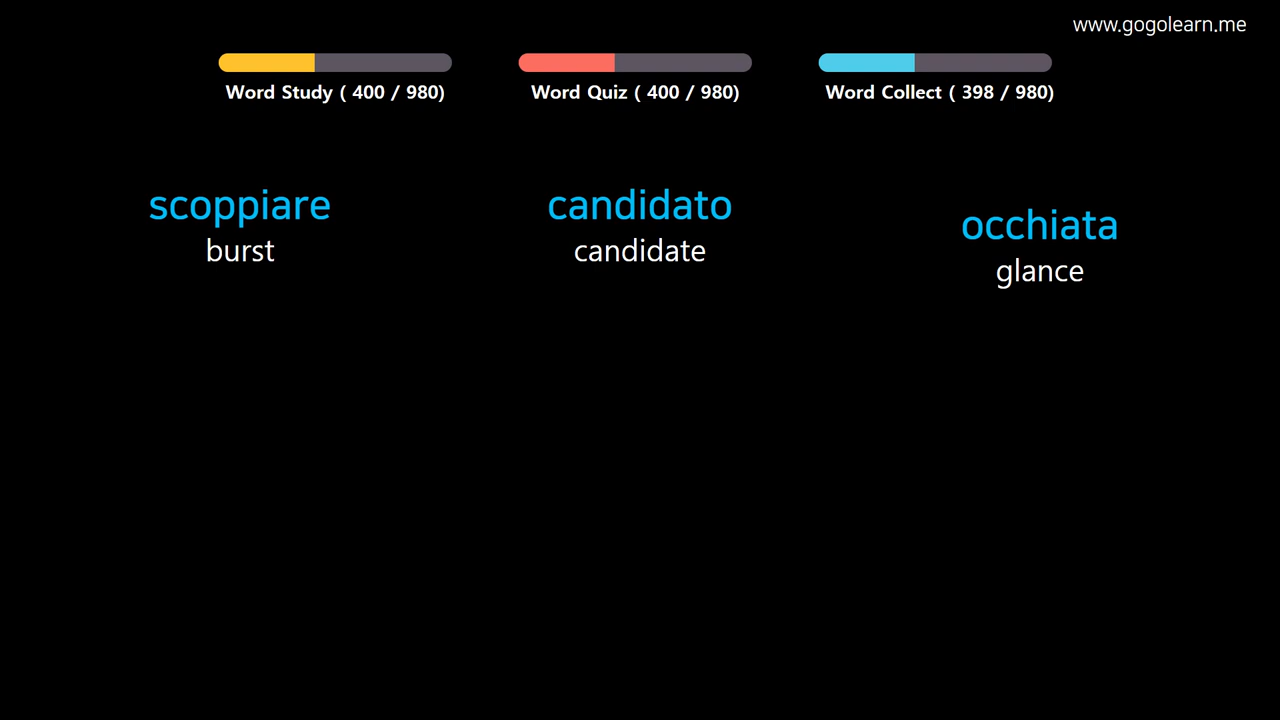 www.gogolearn.me
Word Study ( 400 / 980)
Word Quiz ( 400 / 980)
Word Collect ( 398 / 980)
scoppiare
burst
candidato
candidate
occhiata
glance